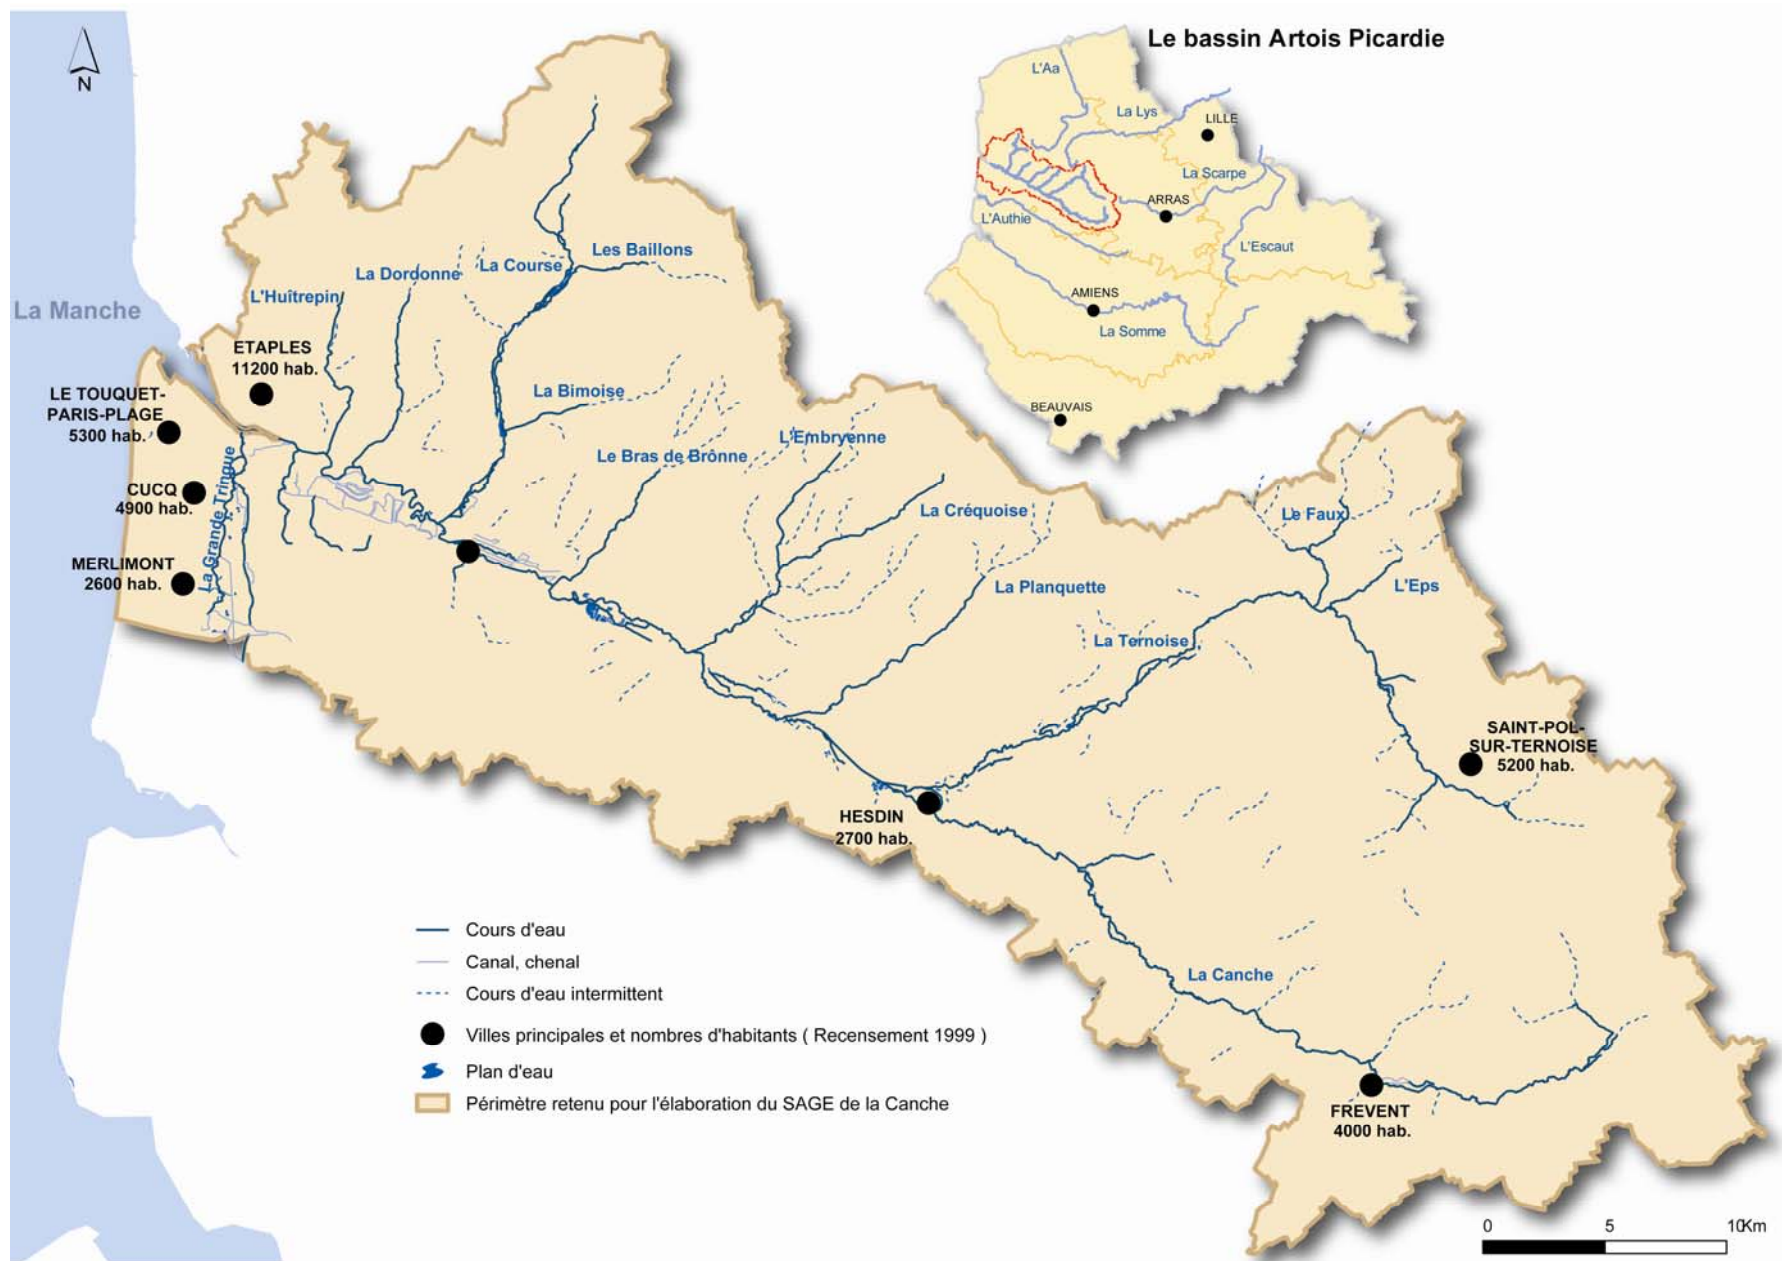 Le bassin Artois Picardie
L'Aa
La Lys
LILLE
La Scarpe
ARRAS
L'Authie
L'Escaut
AMIENS
La Somme
BEAUVAIS
N
La Manche
Les Baillons
La Course
La Dordonne
L'Huîtrepin
ETAPLES
11200 hab.
LE TOUQUET-
PARIS-PLAGE
5300 hab.
La Bimoise
L'Embryenne
Le Bras de Brônne
La Grande Tringue
CUCQ
4900 hab.
La Créquoise
Le Faux
MERLIMONT
2600 hab.
La Planquette
L'Eps
La Ternoise
SAINT-POL-
SUR-TERNOISE
5200 hab.
HESDIN
2700 hab.
La Canche
FREVENT
4000 hab.
Cours d'eau
Canal, chenal
Cours d'eau intermittent
Villes principales et nombres d'habitants ( Recensement 1999 )
Plan d'eau
Périmètre retenu pour l'élaboration du SAGE de la Canche
0 5 10Km